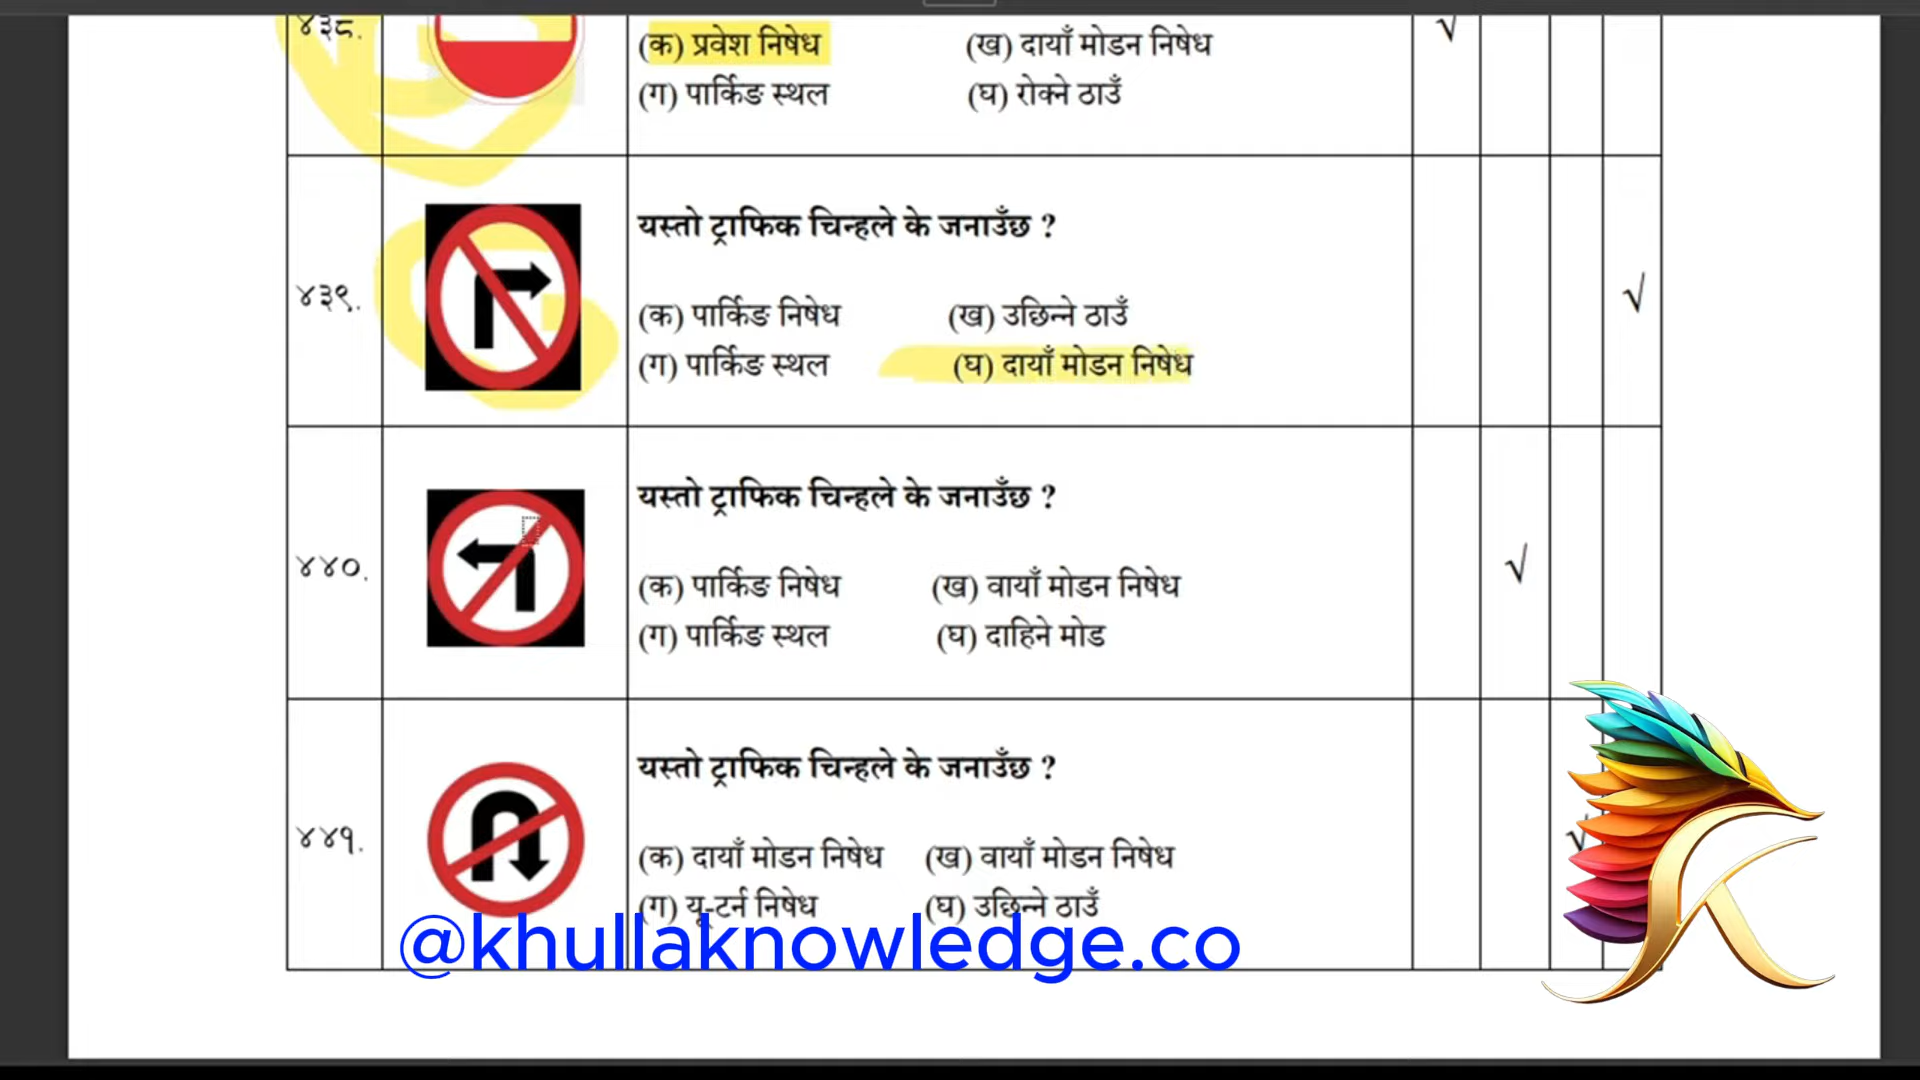 ४३८.
(क) प्रवेश निषेध (ख) दायाँ मोडन निषेध √
(ग) पार्किङ स्थल (घ) रोक्ने ठाउँ
यस्तो ट्राफिक चिन्हले के जनाउँछ ?
४३९. √
(क) पार्किङ निषेध (ख) उछिन्ने ठाउँ
(ग) पार्किङ स्थल (घ) दायाँ मोडन निषेध
यस्तो ट्राफिक चिन्हले के जनाउँछ ?
४४०. √
(क) पार्किङ निषेध (ख) वायाँ मोडन निषेध
(ग) पार्किङ स्थल (घ) दाहिने मोड
यस्तो ट्राफिक चिन्हले के जनाउँछ ?
४४१. √
(क) दायाँ मोडन निषेध (ख) वायाँ मोडन निषेध
(ग) यू-टर्न निषेध (घ) उछिन्ने ठाउँ
@khullaknowledge.co